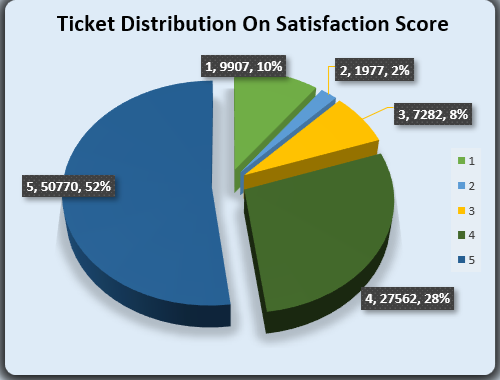 Ticket Distribution On Satisfaction Score
1, 9907, 10%
2, 1977, 2%
3, 7282, 8%
5, 50770, 52%
4, 27562, 28%
1
2
3
4
5